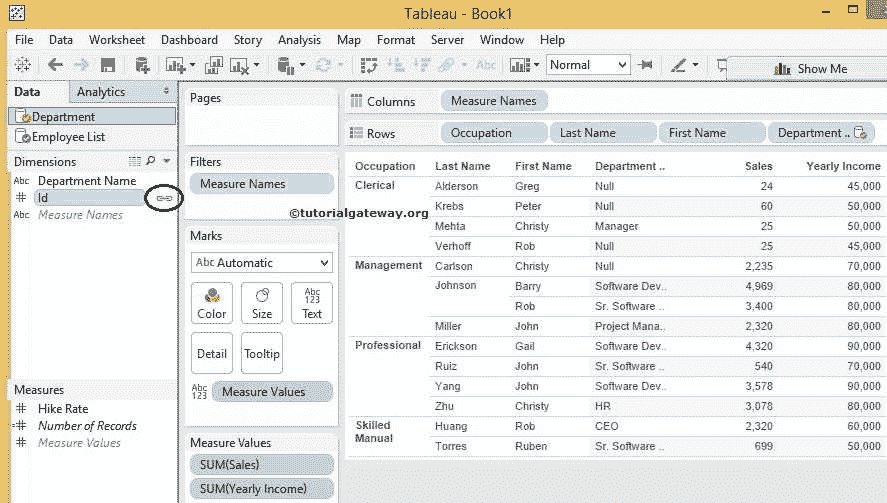 Tableau - Book1
File Data Worksheet Dashboard Story Analysis Map Format Server Window Help
Abc Normal Show Me
Data Analytics
Department
Employee List
Dimensions
Abc Department Name
# Id
Abc Measure Names
Measures
# Hike Rate
=# Number of Records
# Measure Values
Pages
Filters
Measure Names
©tutorialgateway.org
Marks
Abc Automatic
Color Size Abc 123 Text
Detail Tooltip
Abc 123 Measure Values
Measure Values
SUM(Sales)
SUM(Yearly Income)
Columns Measure Names
Rows Occupation Last Name First Name Department ..
Occupation Last Name First Name Department .. Sales Yearly Income
Clerical Alderson Greg Null 24 45,000
Krebs Peter Null 60 50,000
Mehta Christy Manager 25 50,000
Verhoff Rob Null 25 45,000
Management Carlson Christy Null 2,235 70,000
Johnson Barry Software Dev.. 4,969 80,000
Rob Sr. Software .. 3,400 80,000
Miller John Project Mana.. 2,320 80,000
Professional Erickson Gail Software Dev.. 4,320 90,000
Ruiz John Sr. Software .. 540 70,000
Yang John Software Dev.. 3,578 90,000
Zhu Christy HR 3,078 80,000
Skilled Manual Huang Rob CEO 2,320 60,000
Torres Ruben Sr. Software .. 699 50,000